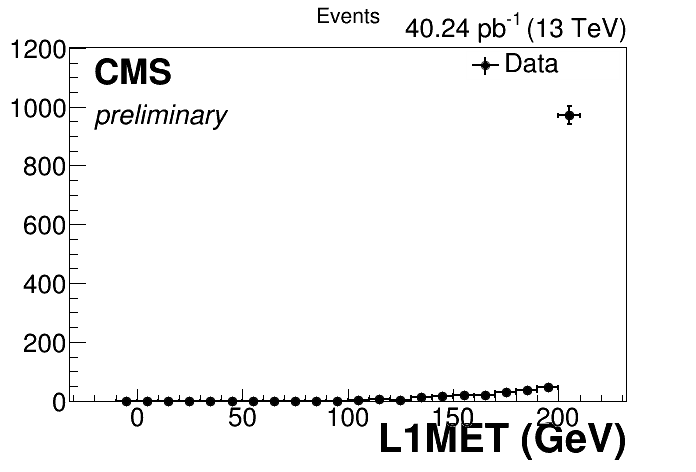 Events
40.24 pb-1 (13 TeV)
1200
CMS
Data
1000
preliminary
800
600
400
200
0
0 50 100 150 200
L1MET (GeV)